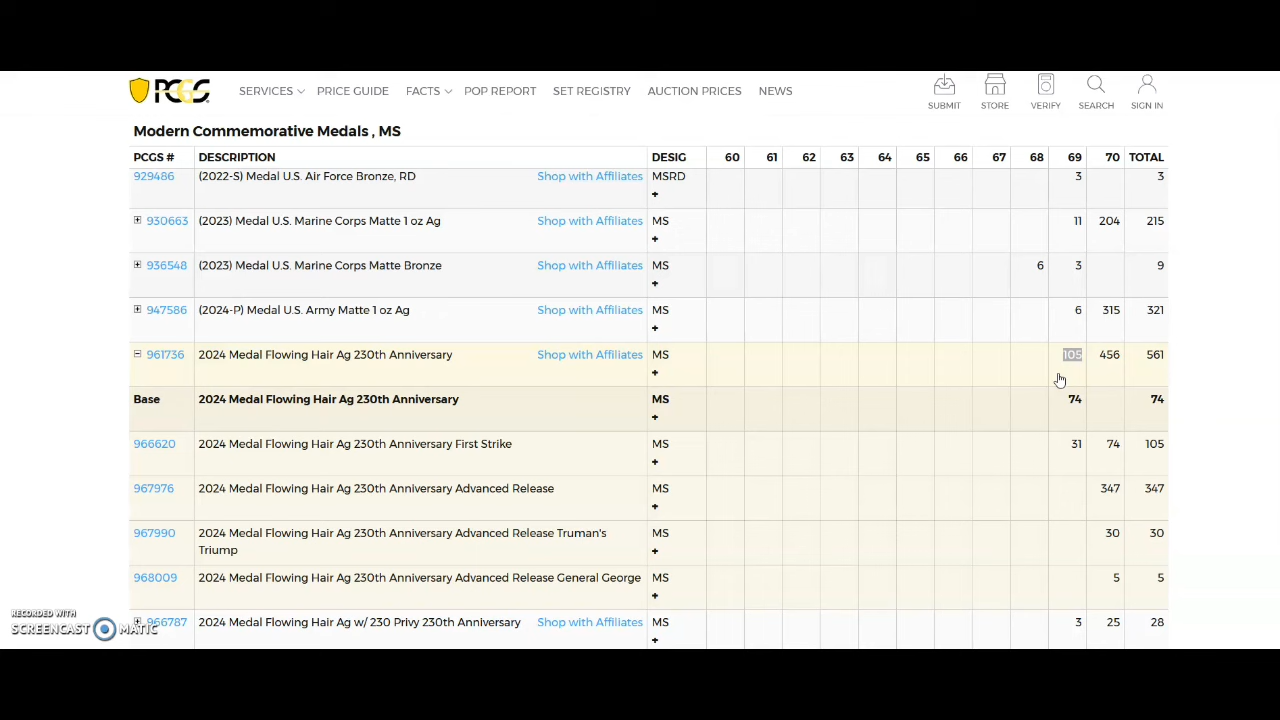 PCGS SERVICES PRICE GUIDE FACTS POP REPORT SET REGISTRY AUCTION PRICES NEWS SUBMIT STORE VERIFY SEARCH SIGN IN
Modern Commemorative Medals , MS
PCGS # DESCRIPTION DESIG 60 61 62 63 64 65 66 67 68 69 70 TOTAL
929486 (2022-S) Medal U.S. Air Force Bronze, RD Shop with Affiliates MSRD 3 3
+
930663 (2023) Medal U.S. Marine Corps Matte 1 oz Ag Shop with Affiliates MS 11 204 215
+
936548 (2023) Medal U.S. Marine Corps Matte Bronze Shop with Affiliates MS 6 3 9
+
947586 (2024-P) Medal U.S. Army Matte 1 oz Ag Shop with Affiliates MS 6 315 321
+
961736 2024 Medal Flowing Hair Ag 230th Anniversary Shop with Affiliates MS 105 456 561
+
Base 2024 Medal Flowing Hair Ag 230th Anniversary MS 74 74
+
966620 2024 Medal Flowing Hair Ag 230th Anniversary First Strike MS 31 74 105
+
967976 2024 Medal Flowing Hair Ag 230th Anniversary Advanced Release MS 347 347
+
967990 2024 Medal Flowing Hair Ag 230th Anniversary Advanced Release Truman's MS 30 30
Triump +
968009 2024 Medal Flowing Hair Ag 230th Anniversary Advanced Release General George MS 5 5
+
966787 2024 Medal Flowing Hair Ag w/ 230 Privy 230th Anniversary Shop with Affiliates MS 3 25 28
+
RECORDED WITH
SCREENCAST MATIC